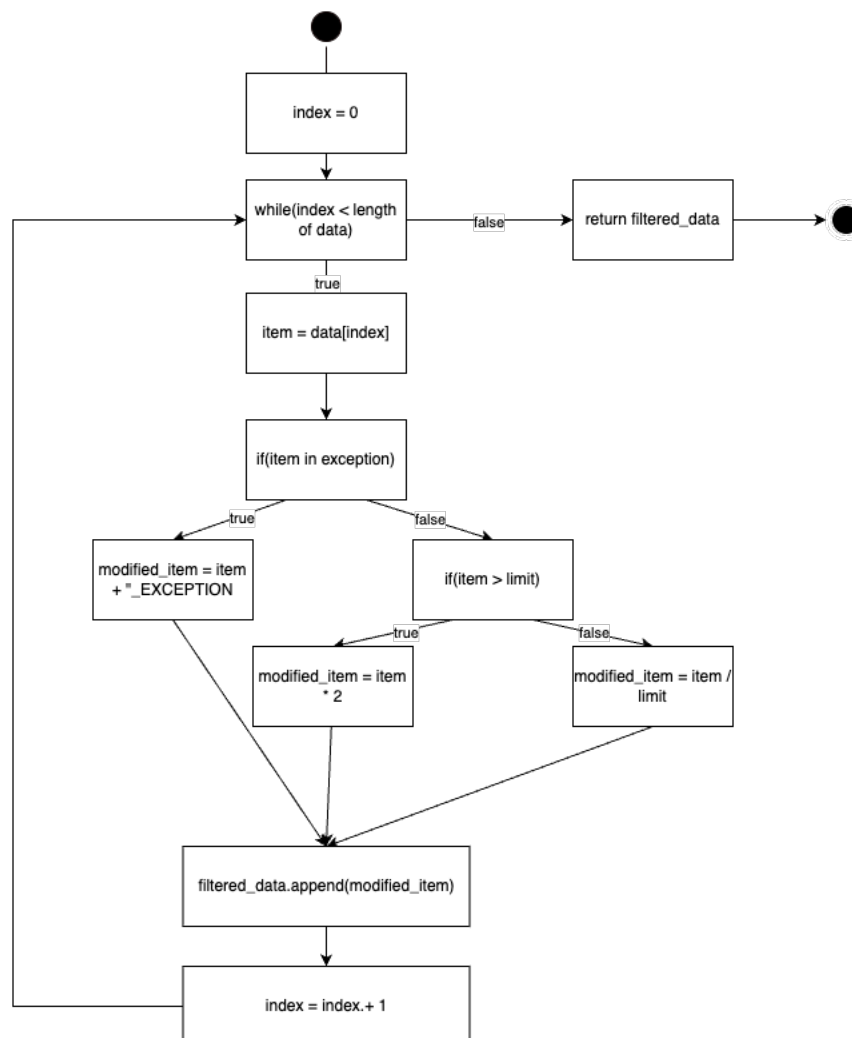 index = 0
while(index < length
of data)
false
return filtered_data
true
item = data[index]
if(item in exception)
true
false
modified_item = item
+ "_EXCEPTION
if(item > limit)
true
false
modified_item = item
* 2
modified_item = item /
limit
filtered_data.append(modified_item)
index = index.+ 1